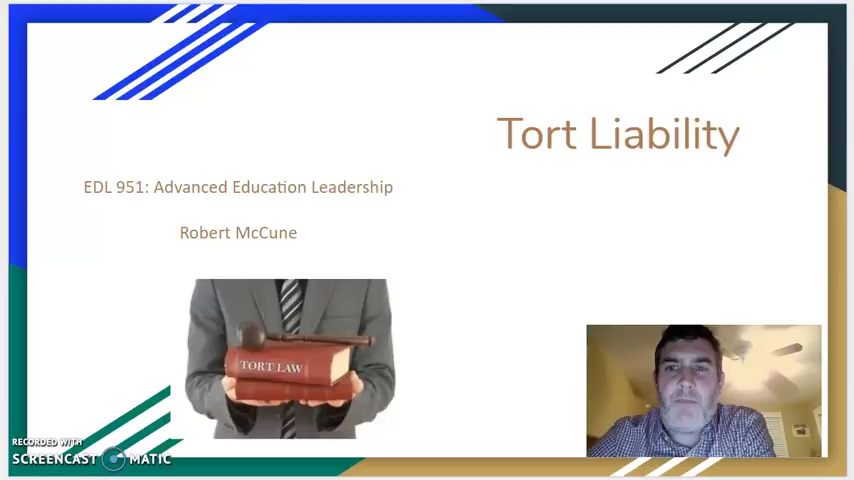 Tort Liability
EDL 951: Advanced Education Leadership
Robert McCune
TORT LAW
RECORDED WITH
SCREENCAST MATIC